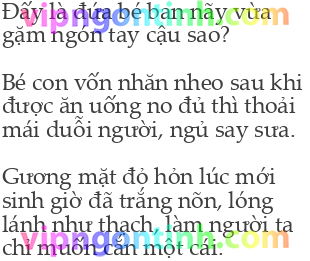 Đấy là đứa bé ban nãy vừa
gặm ngón tay cậu sao?
Bé con vốn nhăn nheo sau khi
được ăn uống no đủ thì thoải
mái duỗi người, ngủ say sưa.
Gương mặt đỏ hỏn lúc mới
sinh giờ đã trắng nõn, lóng
lánh như thạch, làm người ta
chỉ muốn cắn một cái.
vipngontinh.com
vipngontinh.com